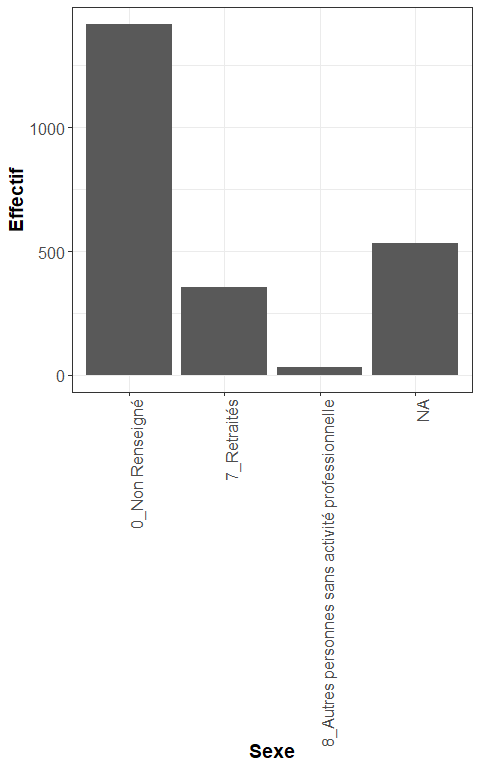 Effectif
1000
500
0
0_Non Renseigné
7_Retraités
8_Autres personnes sans activité professionnelle
NA
Sexe